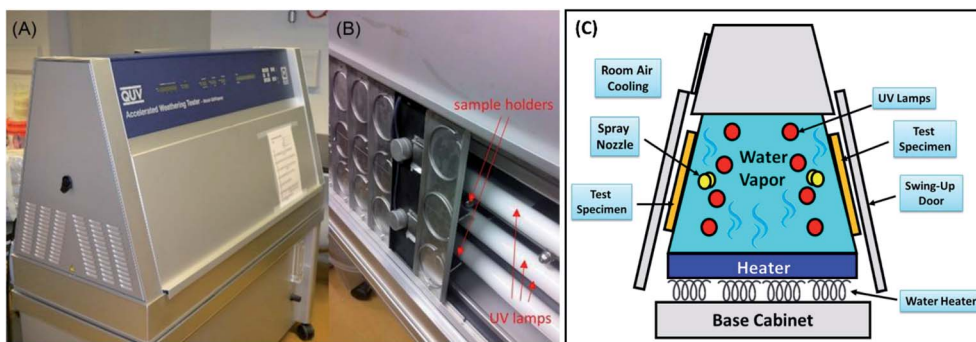 (A)
QUV
Accelerated Weathering Tester
(B)
sample holders
UV lamps
(C)
Room Air
Cooling
UV Lamps
Spray
Nozzle
Test
Specimen
Water
Vapor
Test
Specimen
Swing-Up
Door
Heater
Water Heater
Base Cabinet